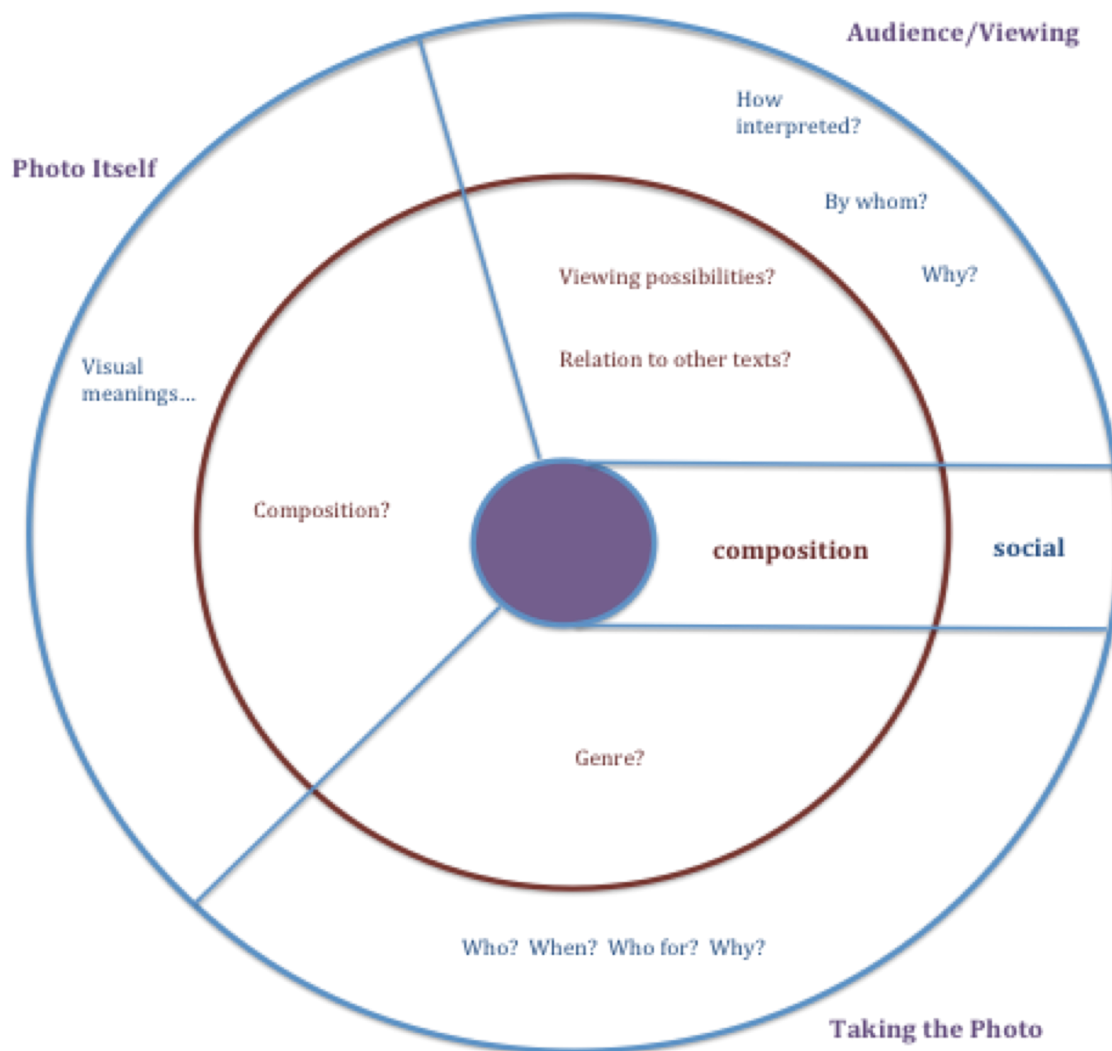 Audience/Viewing
How
interpreted?
Photo Itself
By whom?
Viewing possibilities?
Why?
Relation to other texts?
Visual
meanings...
Composition?
composition
social
Genre?
Who? When? Who for? Why?
Taking the Photo